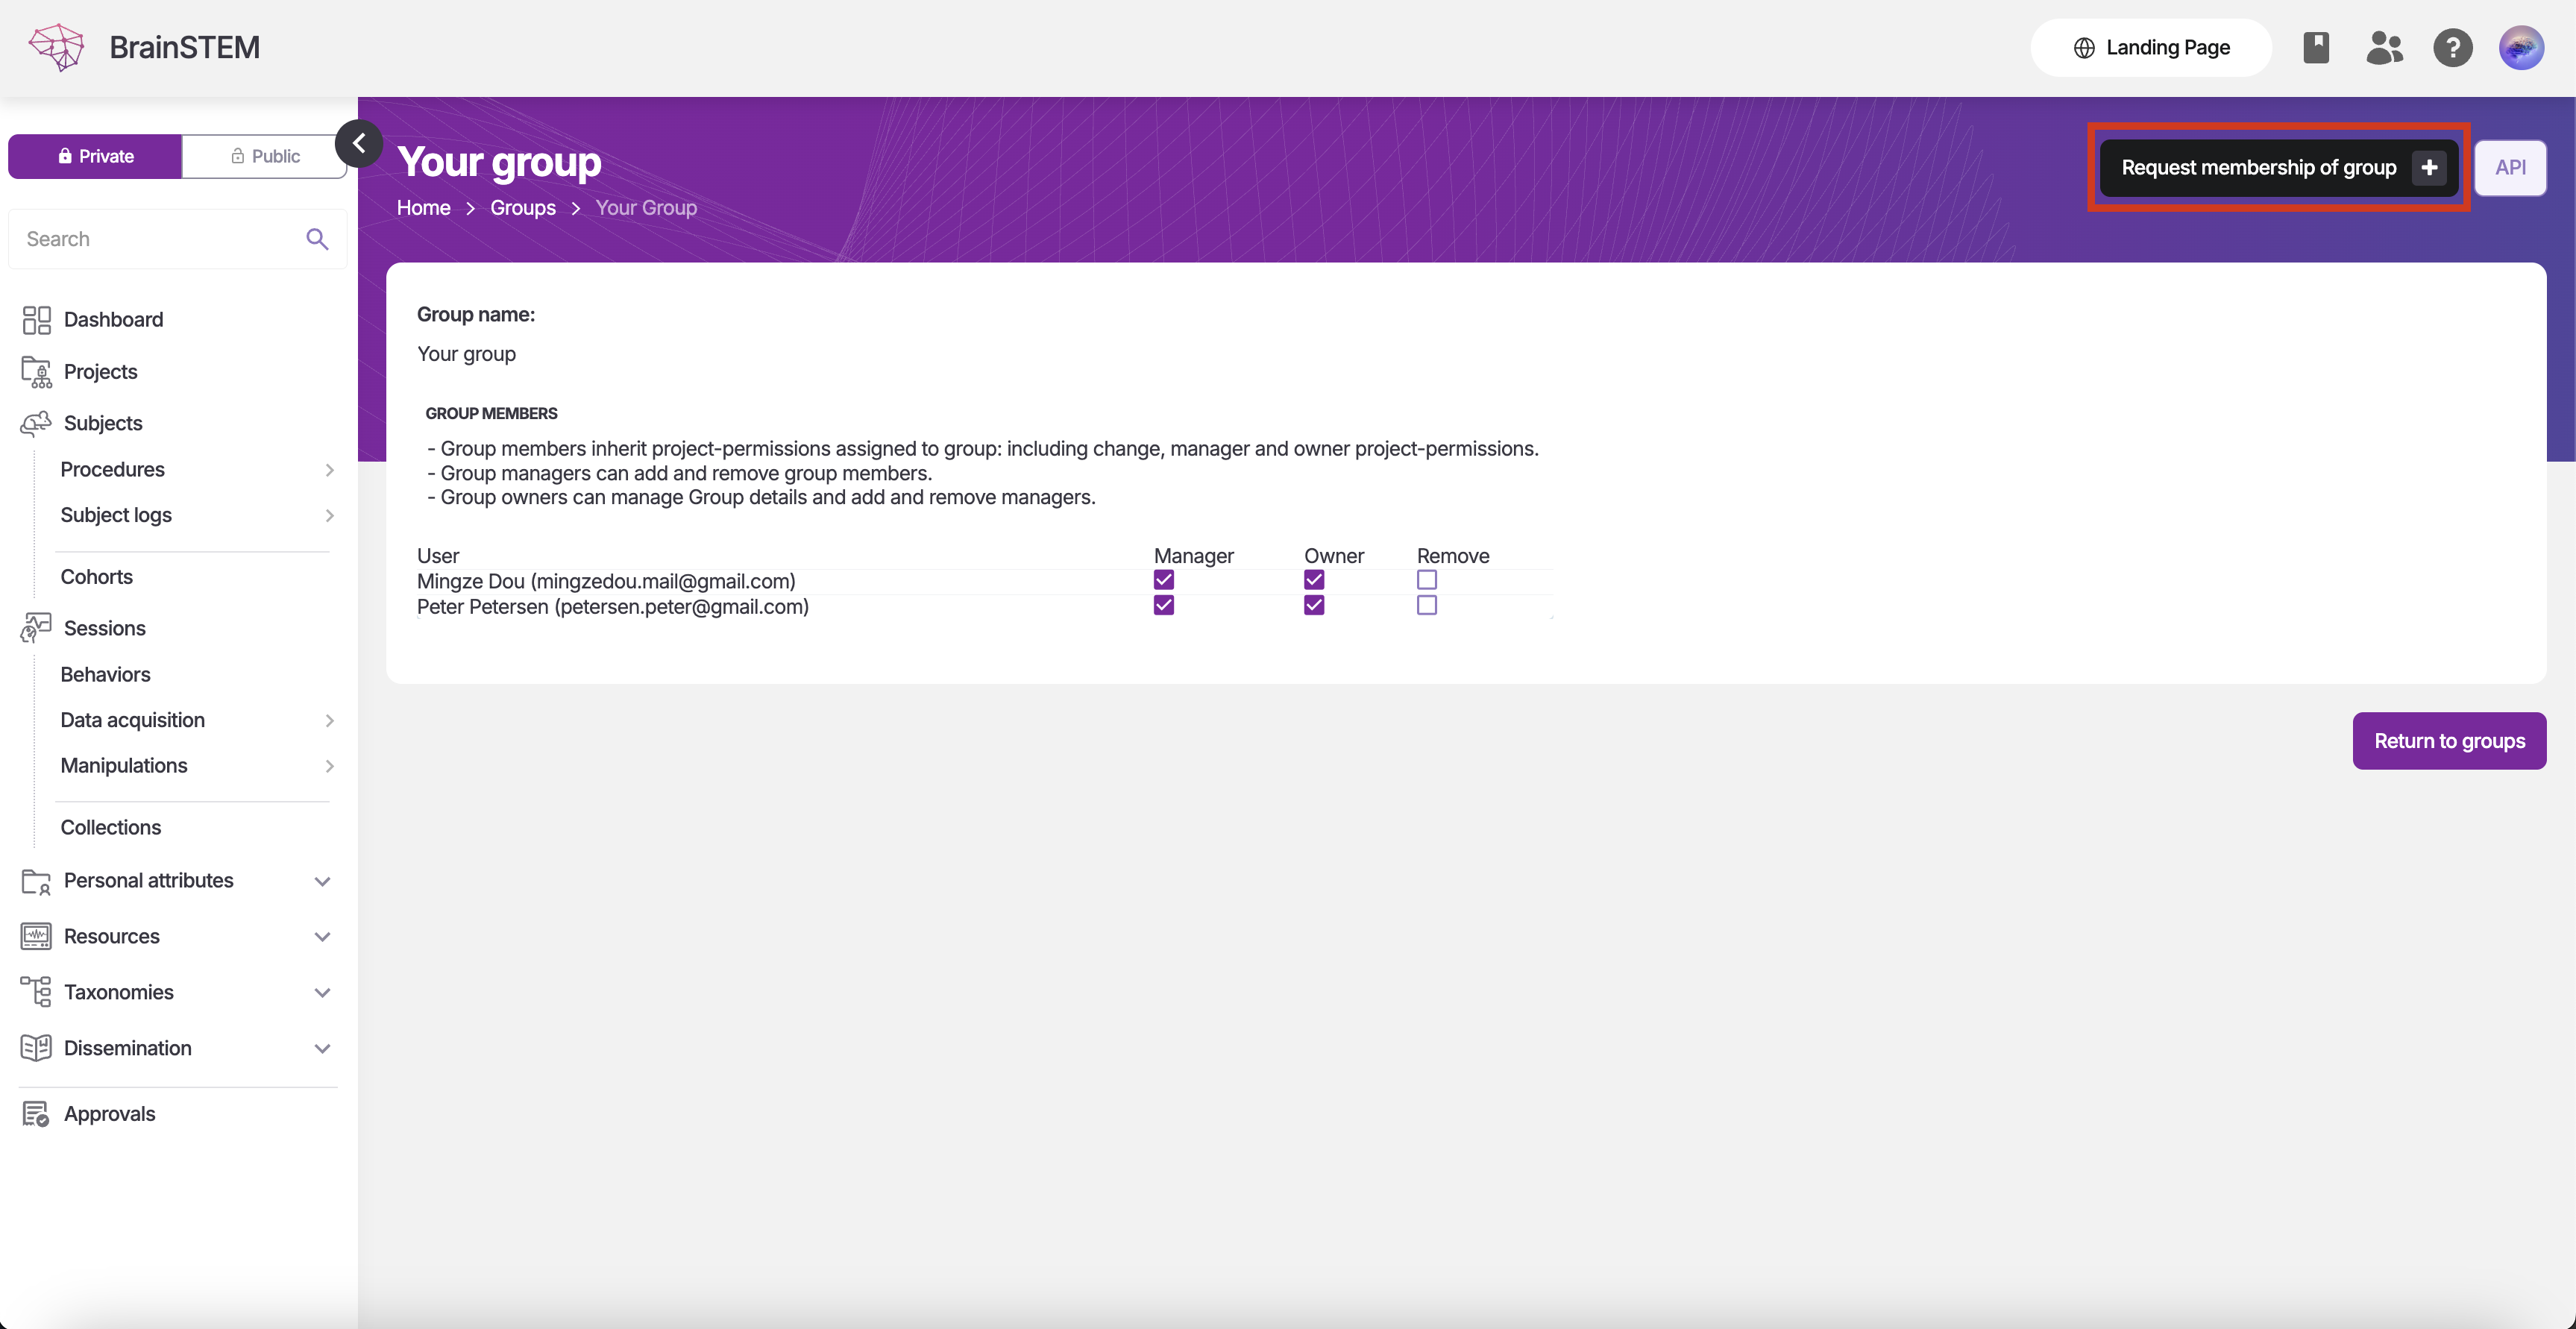 BrainSTEM
Landing Page
?
Private
Public
Search
Dashboard
Projects
Subjects
Procedures
Subject logs
Cohorts
Sessions
Behaviors
Data acquisition
Manipulations
Collections
Personal attributes
Resources
Taxonomies
Dissemination
Approvals
Your group
Home > Groups > Your Group
Request membership of group +
API
Group name:
Your group
GROUP MEMBERS
- Group members inherit project-permissions assigned to group: including change, manager and owner project-permissions.
- Group managers can add and remove group members.
- Group owners can manage Group details and add and remove managers.
User Manager Owner Remove
Mingze Dou (mingzedou.mail@gmail.com)
Peter Petersen (petersen.peter@gmail.com)
Return to groups